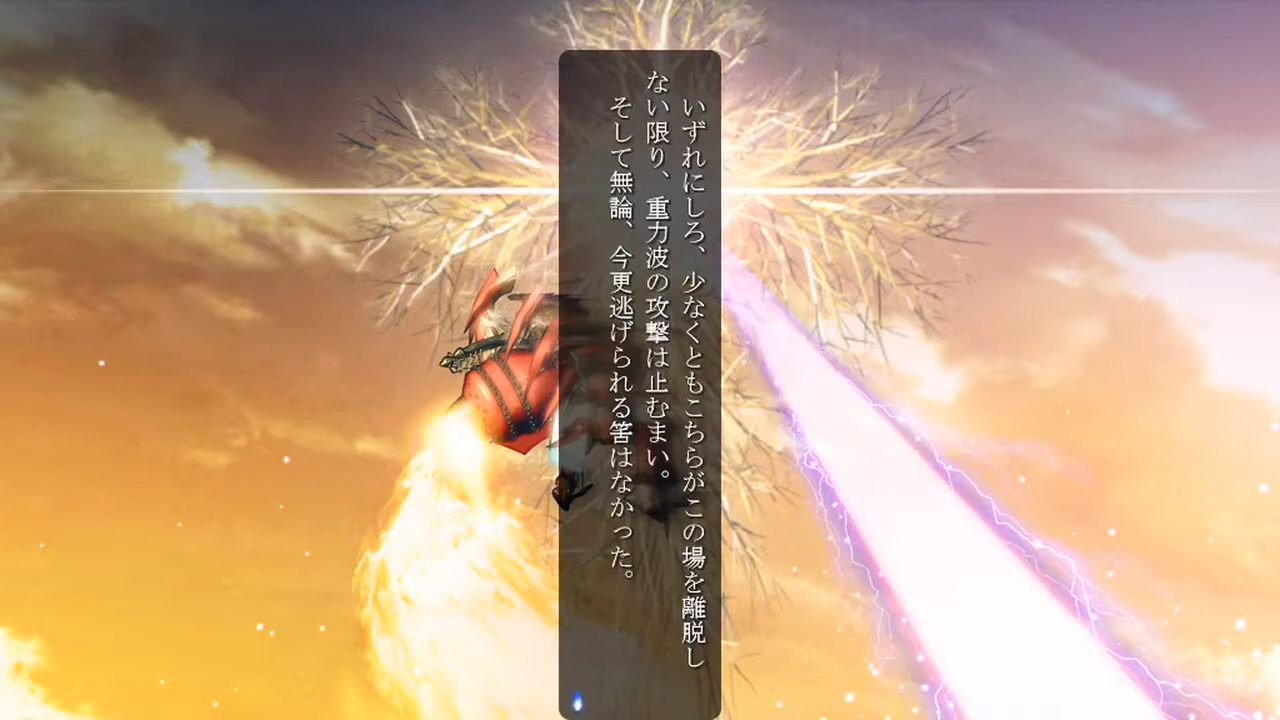 いずれにしろ、少なくともこちらがこの場を離脱し
ない限り、重力波の攻撃は止むまい。
そして無論、今更逃げられる筈はなかった。